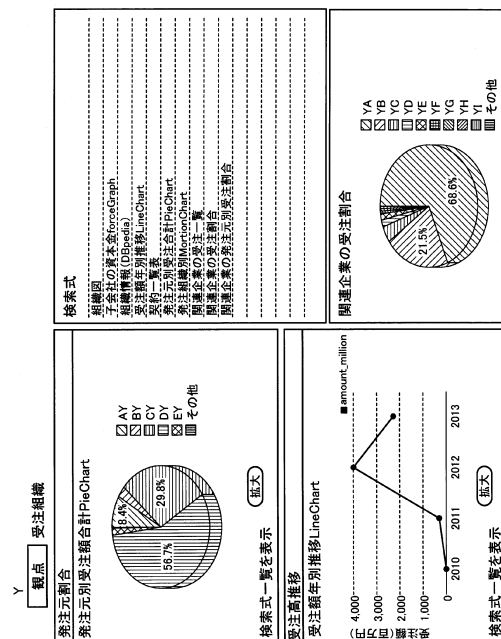 Y
観点 受注組織
発注元割合
発注元別受注額合計PieChart
8.4%
29.8%
56.7%
AY
BY
CY
DY
EY
その他
検索式一覧を表示
拡大
検索式
組織図
子会社の資本金forceGraph
組織情報(DBpedia)
受注額年別推移LineChart
契約一覧表
発注元別受注合計PieChart
発注組織別MortionChart
関連企業の受注一覧
関連企業の受注割合
関連企業の発注元別受注割合
受注高推移
受注額年別推移LineChart
amount_million
4,000
3,000
2,000
1,000
0
受注額(百万円)
2010
2011
2012
2013
検索式一覧を表示
拡大
関連企業の受注割合
21.5%
68.6%
YA
YB
YC
YD
YE
YF
YG
YH
YI
その他